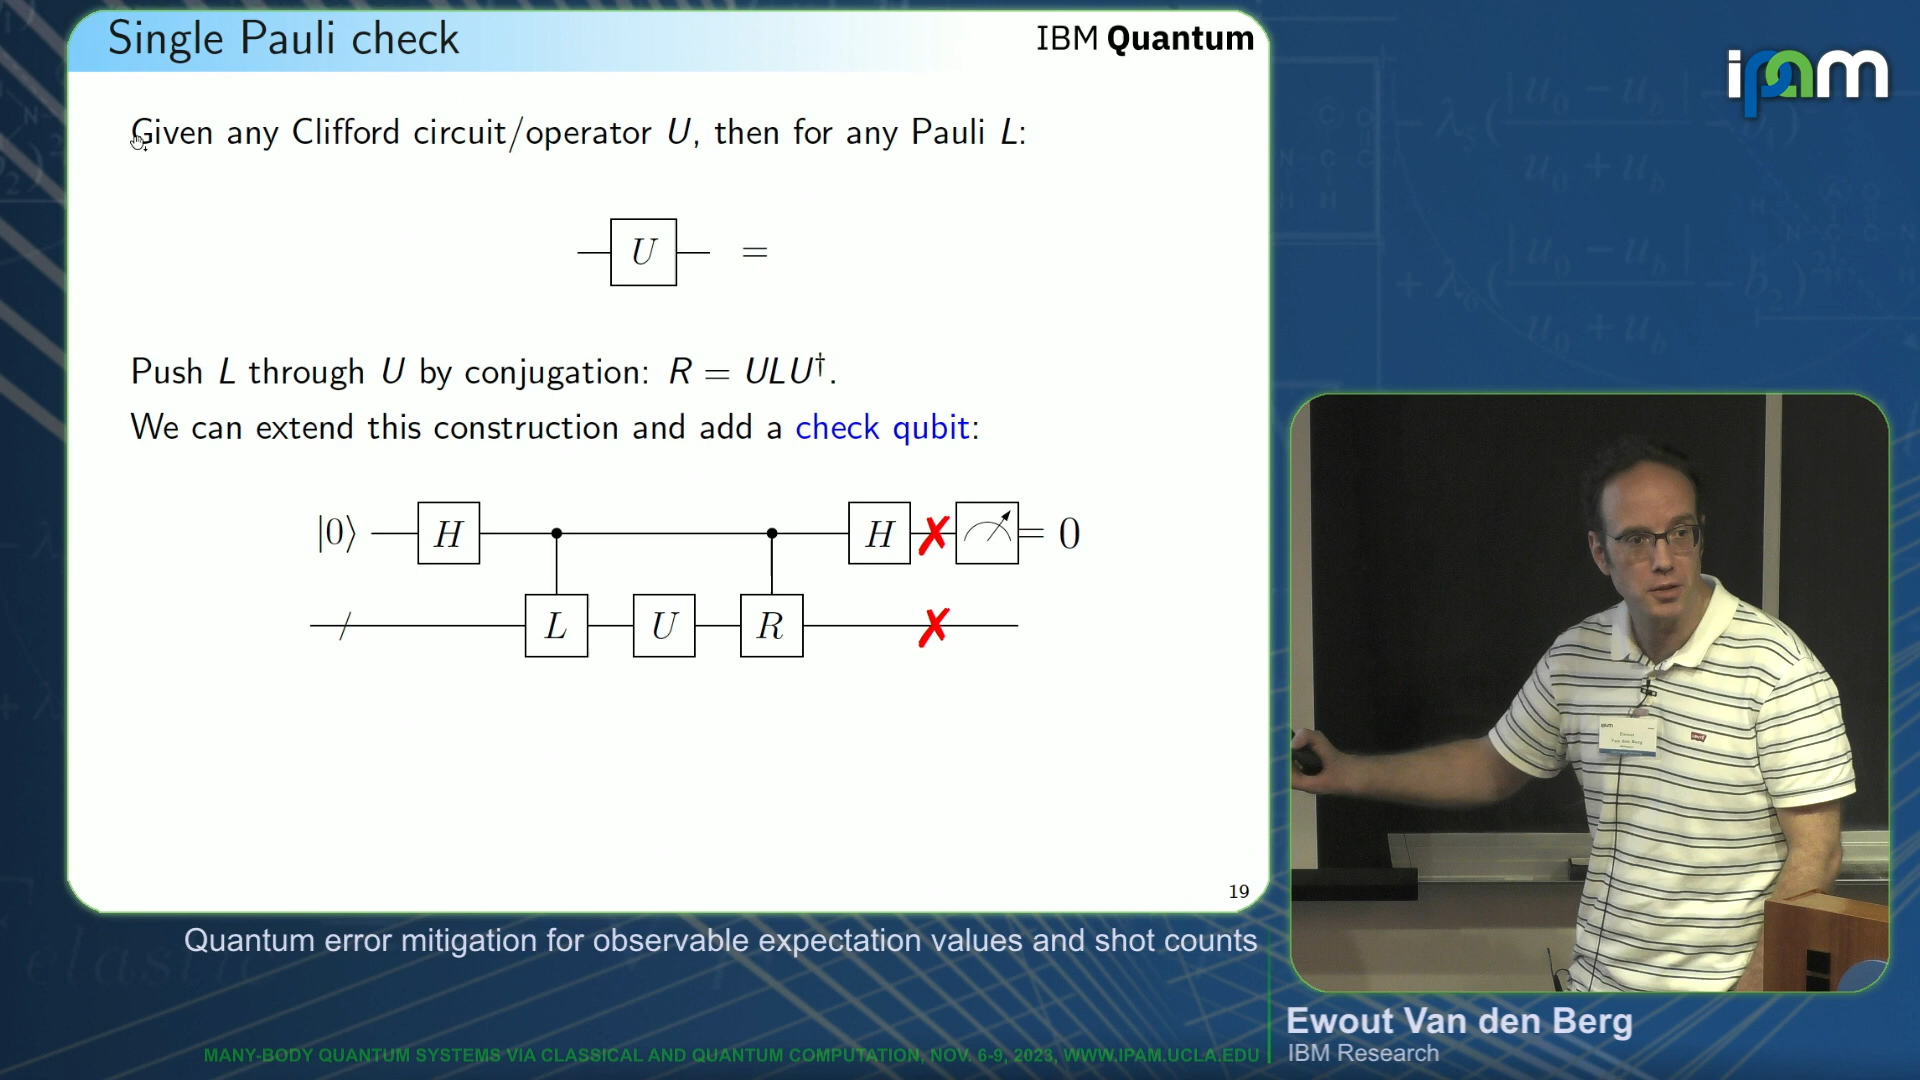 Single Pauli check
IBM Quantum
ipam
Given any Clifford circuit/operator U, then for any Pauli L:
U =
Push L through U by conjugation: R = ULU†.
We can extend this construction and add a check qubit:
|0⟩ H H ✗ = 0
L U R ✗
19
Quantum error mitigation for observable expectation values and shot counts
Ewout Van den Berg
IBM Research
MANY-BODY QUANTUM SYSTEMS VIA CLASSICAL AND QUANTUM COMPUTATION, NOV. 6-9, 2023, WWW.IPAM.UCLA.EDU